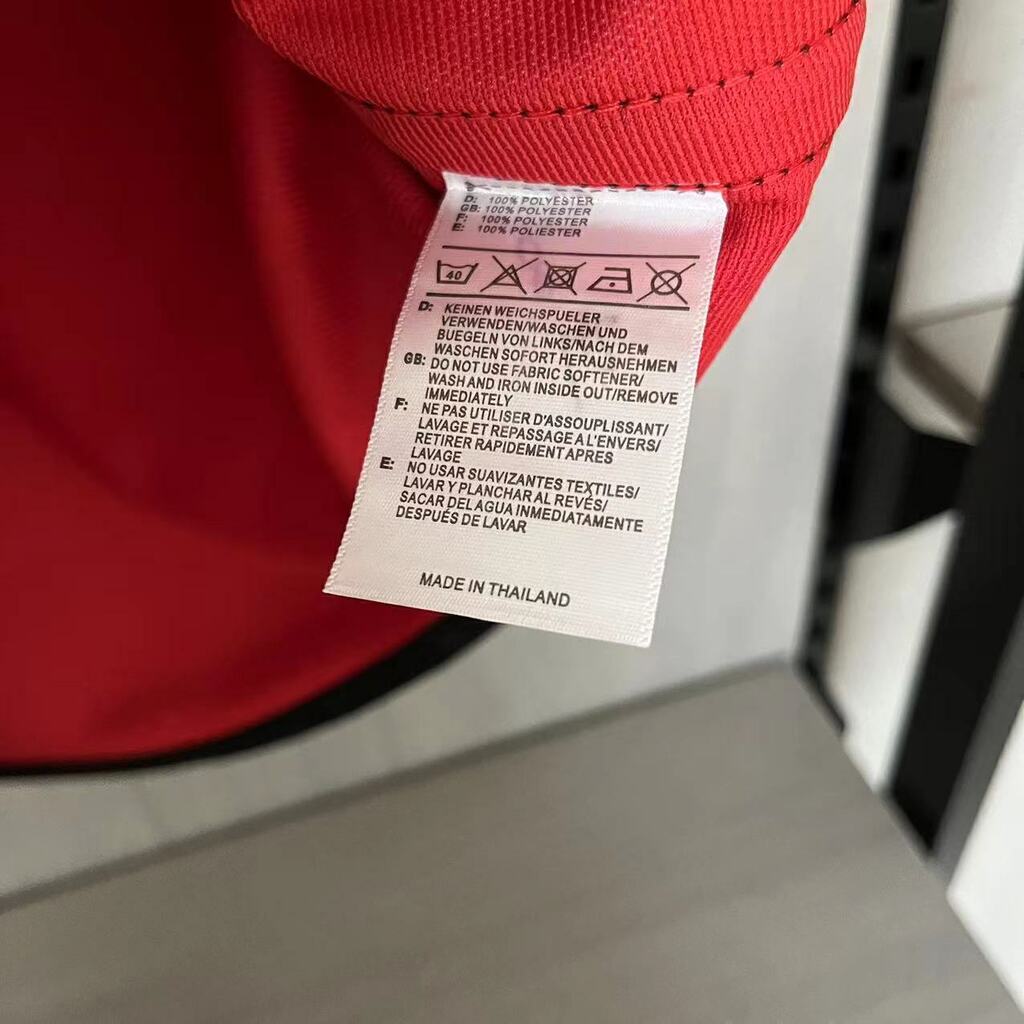 D: 100% POLYESTER
GB: 100% POLYESTER
F: 100% POLYESTER
E: 100% POLIESTER
40
D: KEINEN WEICHSPUELER
VERWENDEN/WASCHEN UND
BUEGELN VON LINKS/NACH DEM
WASCHEN SOFORT HERAUSNEHMEN
GB: DO NOT USE FABRIC SOFTENER/
WASH AND IRON INSIDE OUT/REMOVE
IMMEDIATELY
F: NE PAS UTILISER D'ASSOUPLISSANT/
LAVAGE ET REPASSAGE A L'ENVERS/
RETIRER RAPIDEMENT APRES
LAVAGE
E: NO USAR SUAVIZANTES TEXTILES/
LAVAR Y PLANCHAR AL REVÉS/
SACAR DEL AGUA INMEDIATAMENTE
DESPUÉS DE LAVAR
MADE IN THAILAND